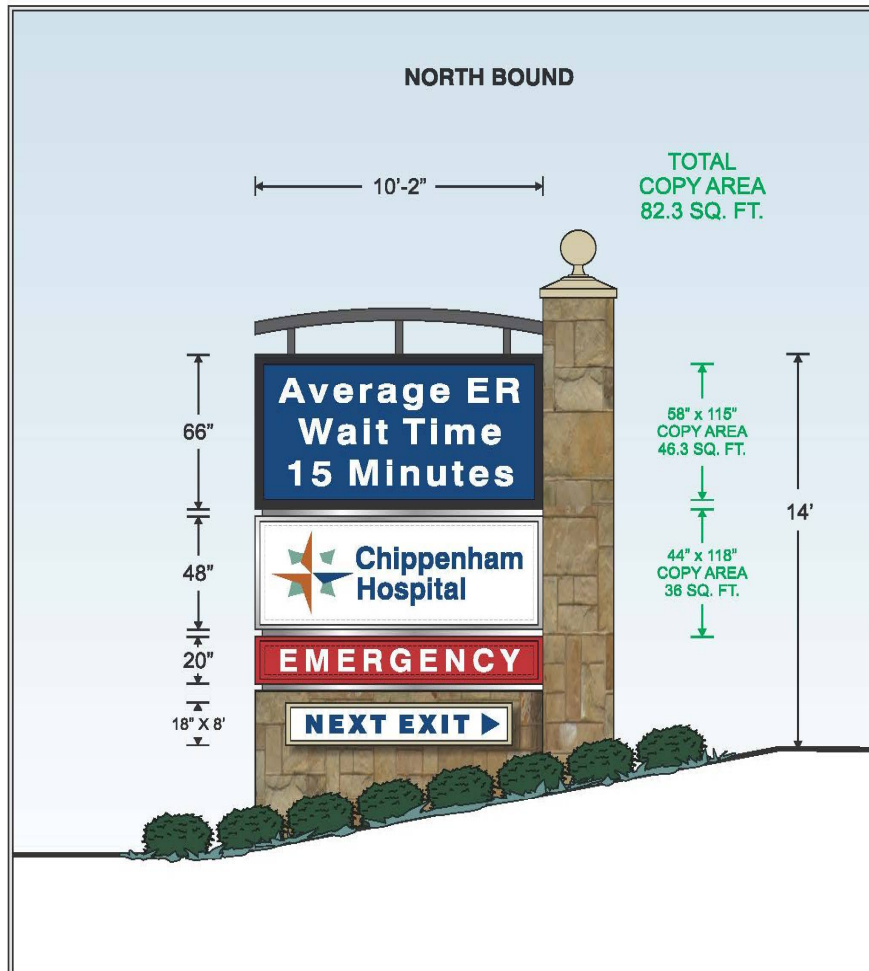 NORTH BOUND
TOTAL
COPY AREA
82.3 SQ. FT.
10'-2"
Average ER
Wait Time
15 Minutes
66"
58" x 115"
COPY AREA
46.3 SQ. FT.
14'
Chippenham
Hospital
48"
44" x 118"
COPY AREA
36 SQ. FT.
EMERGENCY
20"
NEXT EXIT
18" X 8'